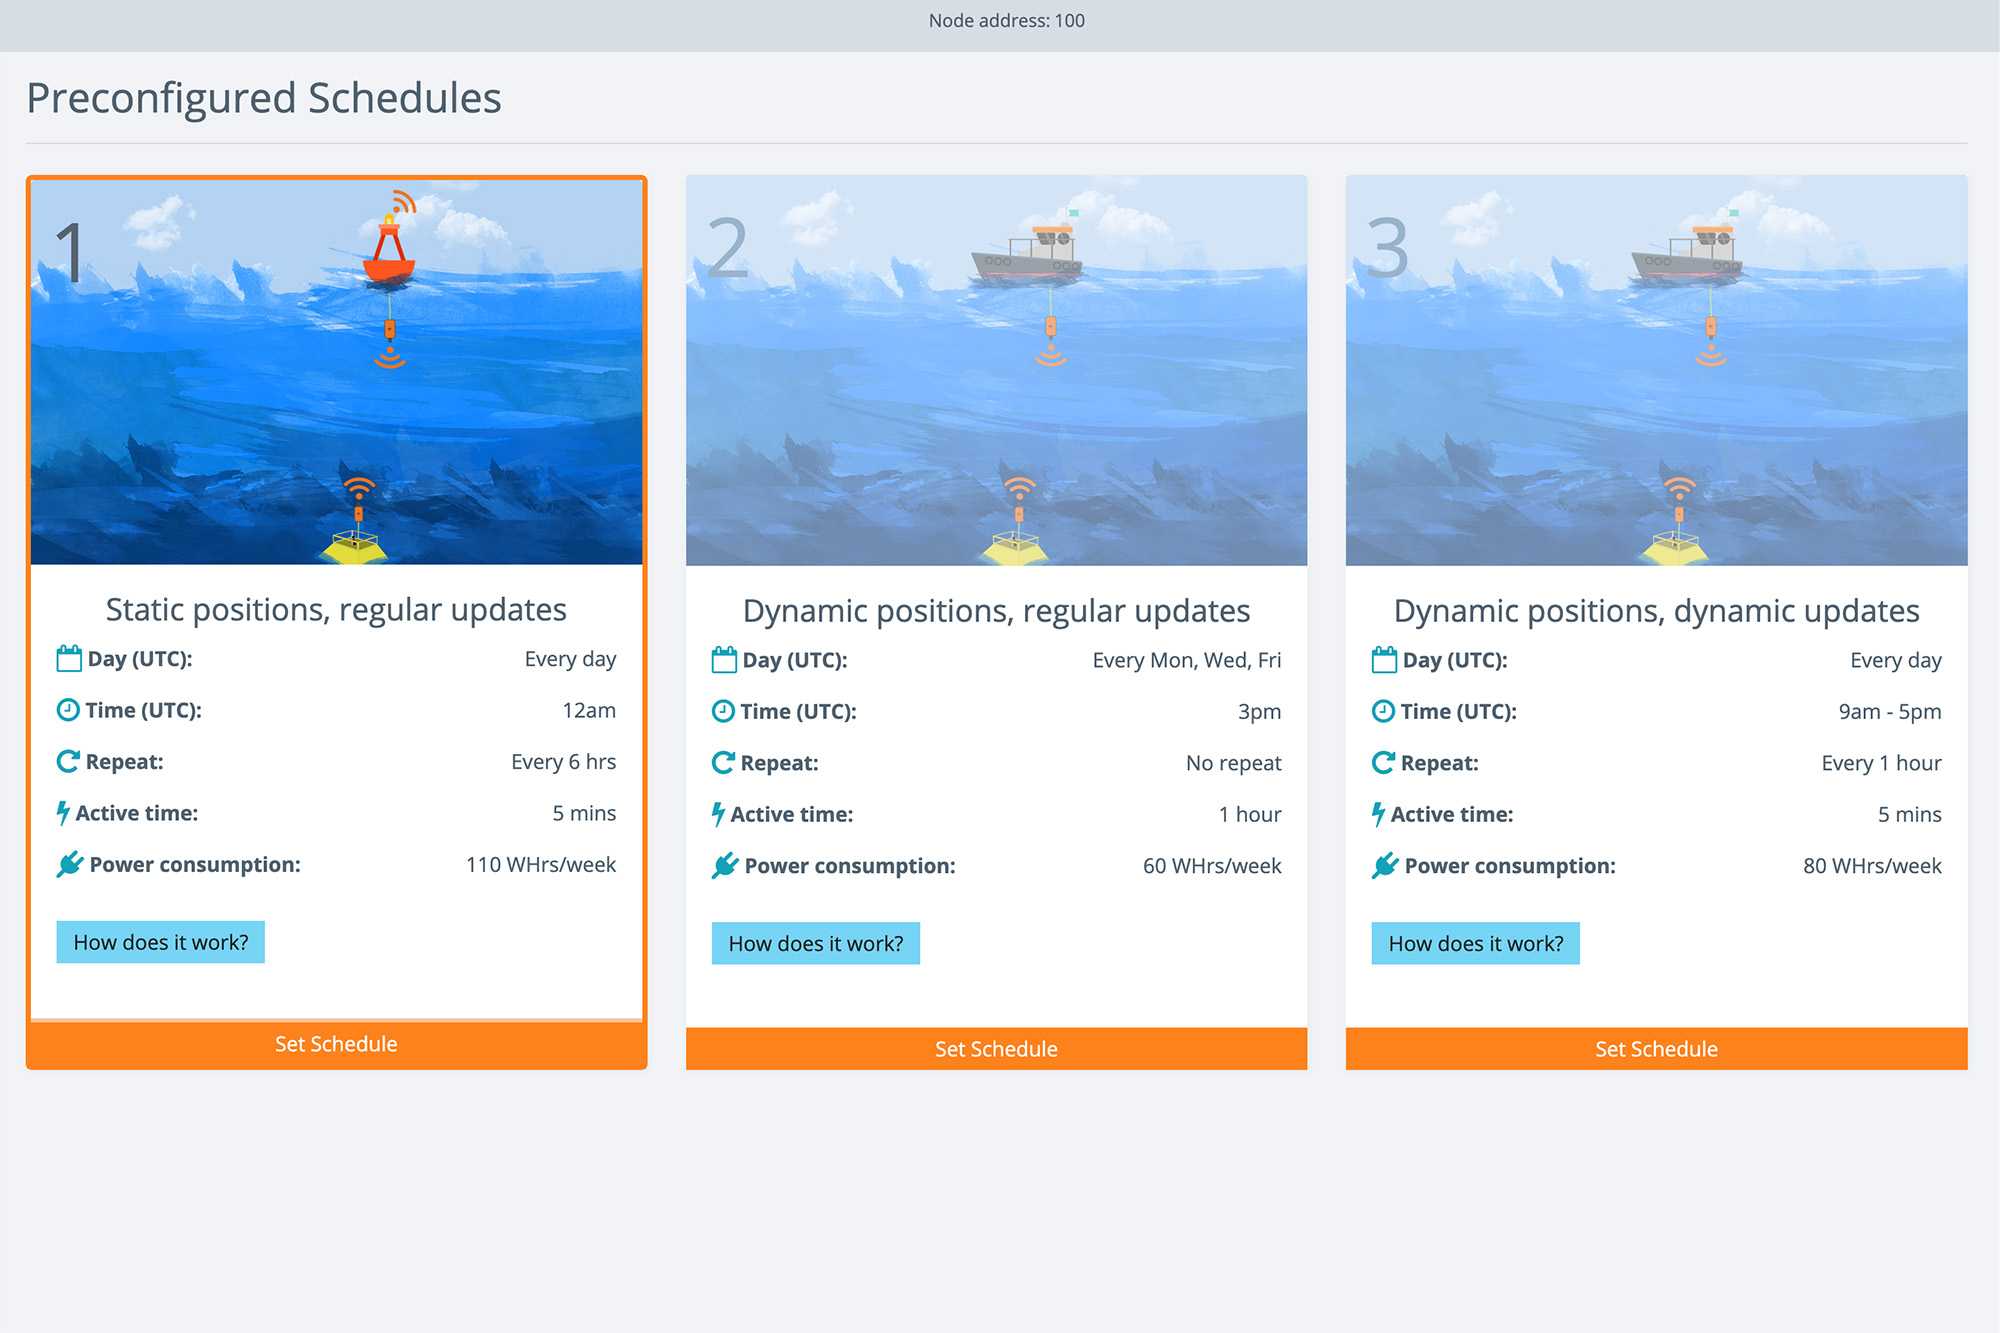 Node address: 100
Preconfigured Schedules
1
Static positions, regular updates
Day (UTC): Every day
Time (UTC): 12am
Repeat: Every 6 hrs
Active time: 5 mins
Power consumption: 110 WHrs/week
How does it work?
Set Schedule
2
Dynamic positions, regular updates
Day (UTC): Every Mon, Wed, Fri
Time (UTC): 3pm
Repeat: No repeat
Active time: 1 hour
Power consumption: 60 WHrs/week
How does it work?
Set Schedule
3
Dynamic positions, dynamic updates
Day (UTC): Every day
Time (UTC): 9am - 5pm
Repeat: Every 1 hour
Active time: 5 mins
Power consumption: 80 WHrs/week
How does it work?
Set Schedule